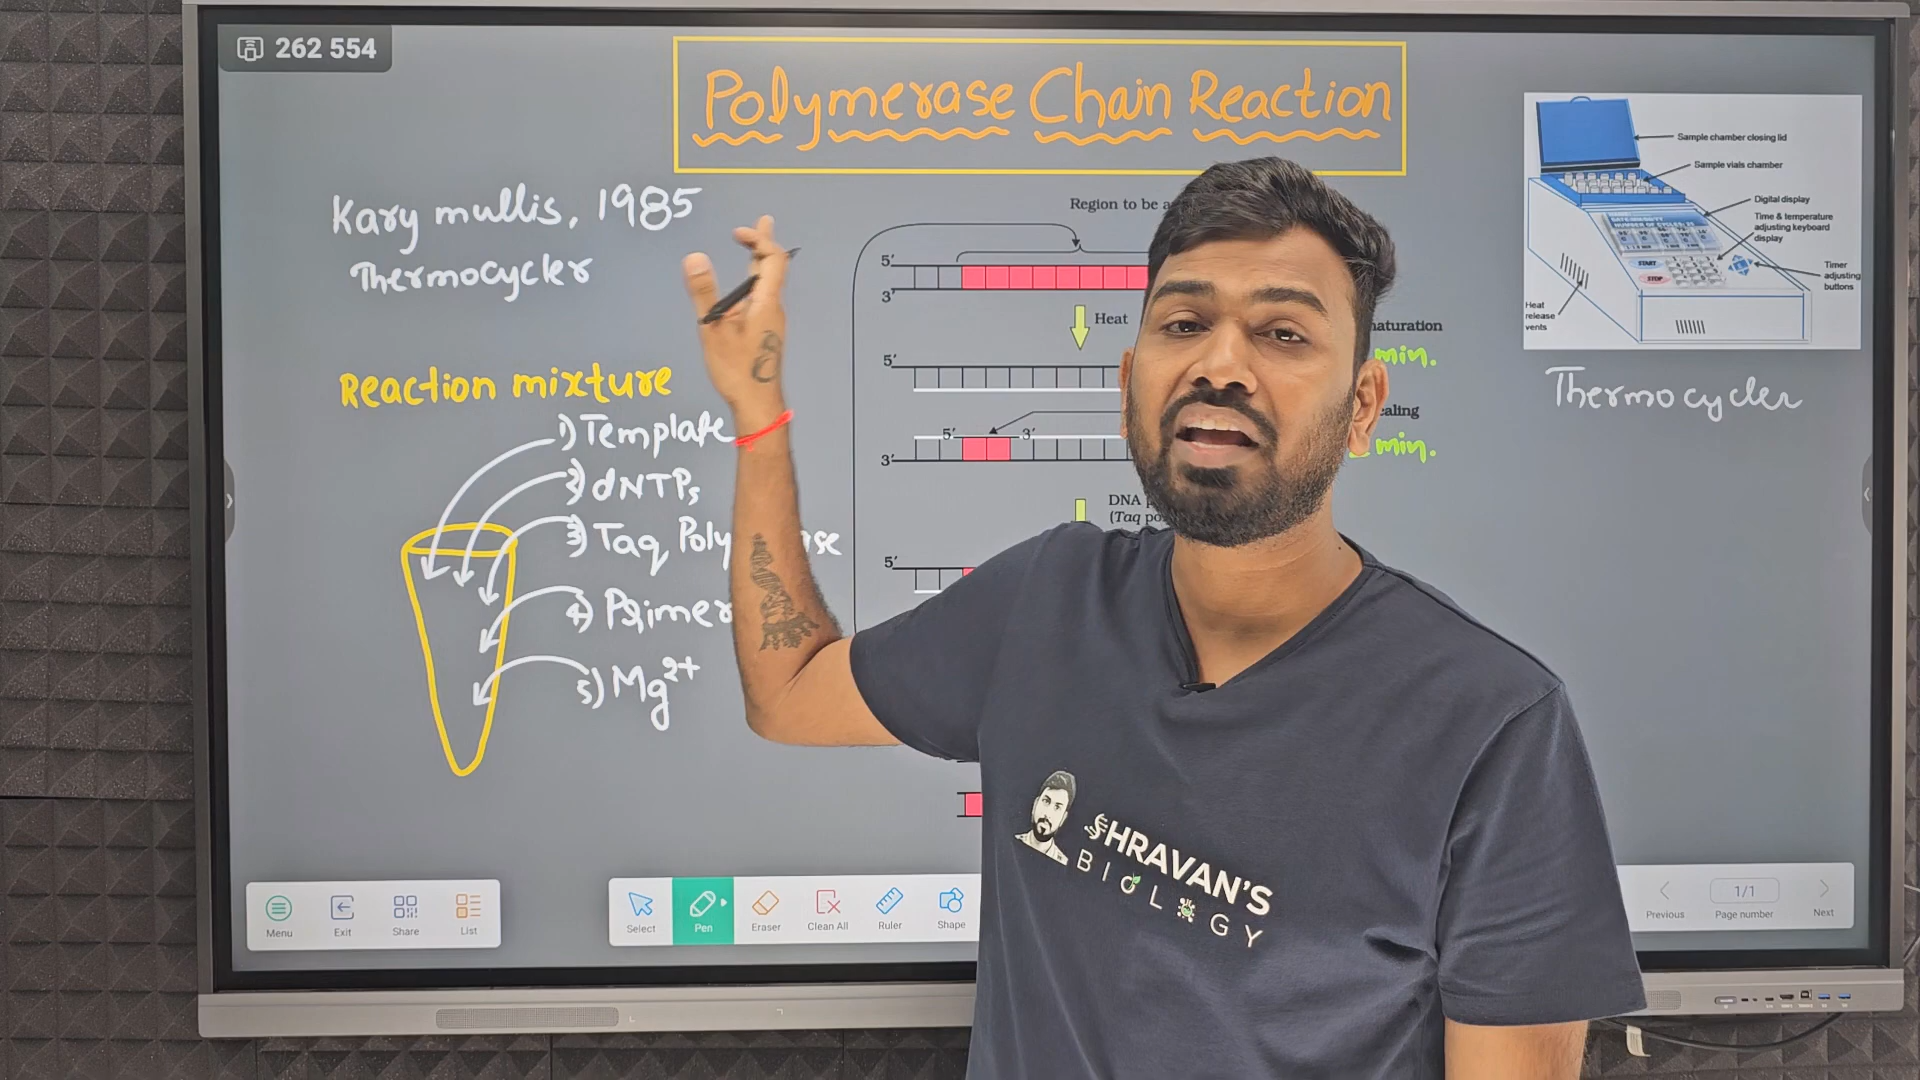 262 554
Polymerase Chain Reaction
Kary mullis, 1985
Thermocycler
Reaction mixture
1) Template
2) dNTPs
3) Taq Poly se
4) Primer
5) Mg2+
Region to be a
5′
3′
Heat
5′
5′ 3′
3′
DNA
(Taq po
5′
naturation
min.
ealing
min.
Sample chamber closing lid
Sample vials chamber
Digital display
Time & temperature
adjusting keyboard
display
Timer
adjusting
buttons
Heat
release
vents
START
STOP
Thermocycler
SHRAVAN'S
BIOLOGY
Menu Exit Share List
Select Pen Eraser Clean All Ruler Shape
1/1
Previous Page number Next